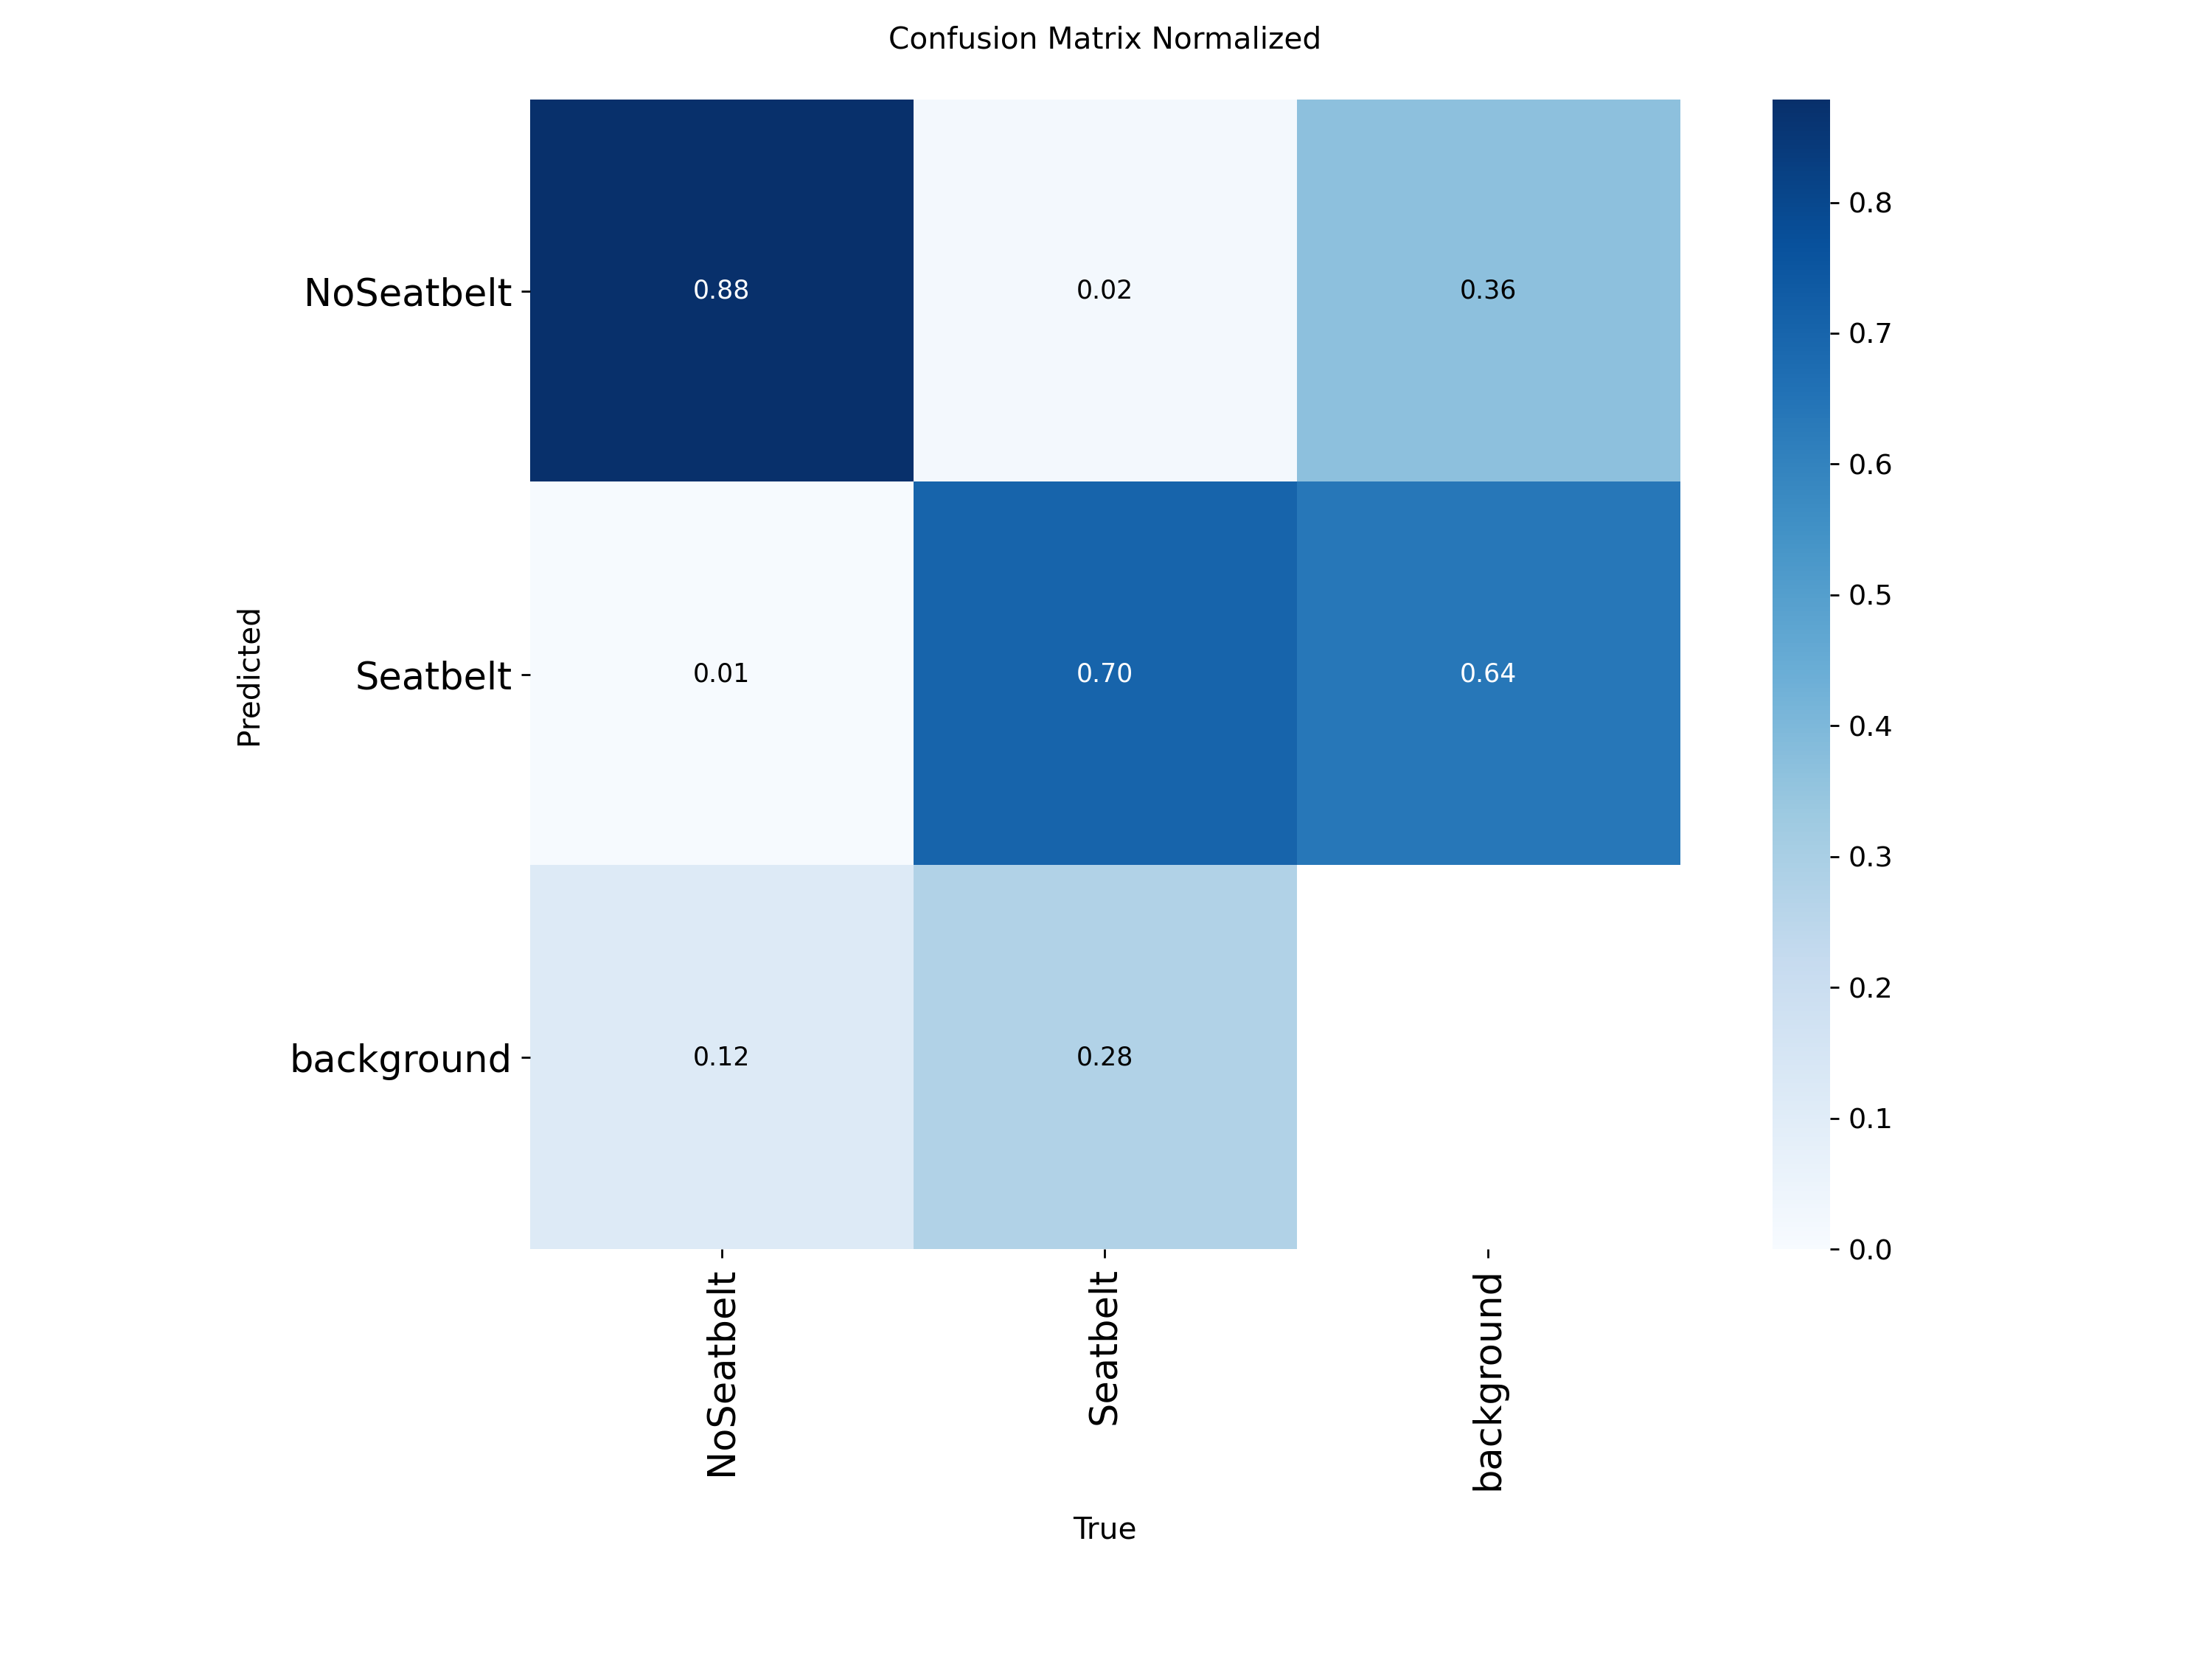 Confusion Matrix Normalized
NoSeatbelt
0.88
0.02
0.36
Seatbelt
0.01
0.70
0.64
background
0.12
0.28
Predicted
NoSeatbelt
Seatbelt
background
True
0.8
0.7
0.6
0.5
0.4
0.3
0.2
0.1
0.0